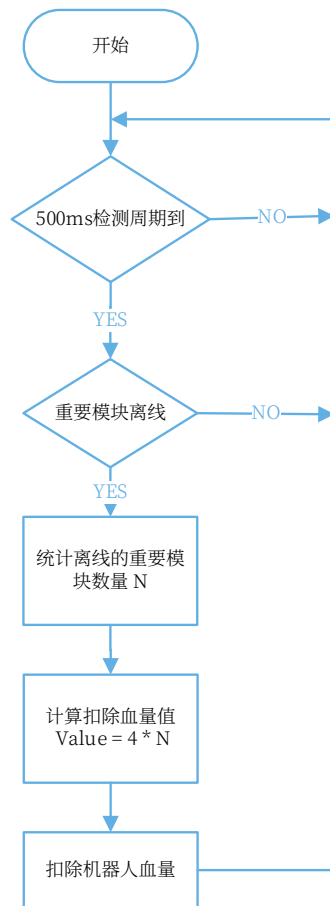 开始
500ms检测周期到
NO
YES
重要模块离线
NO
YES
统计离线的重要模
块数量 N
计算扣除血量值
Value = 4 * N
扣除机器人血量